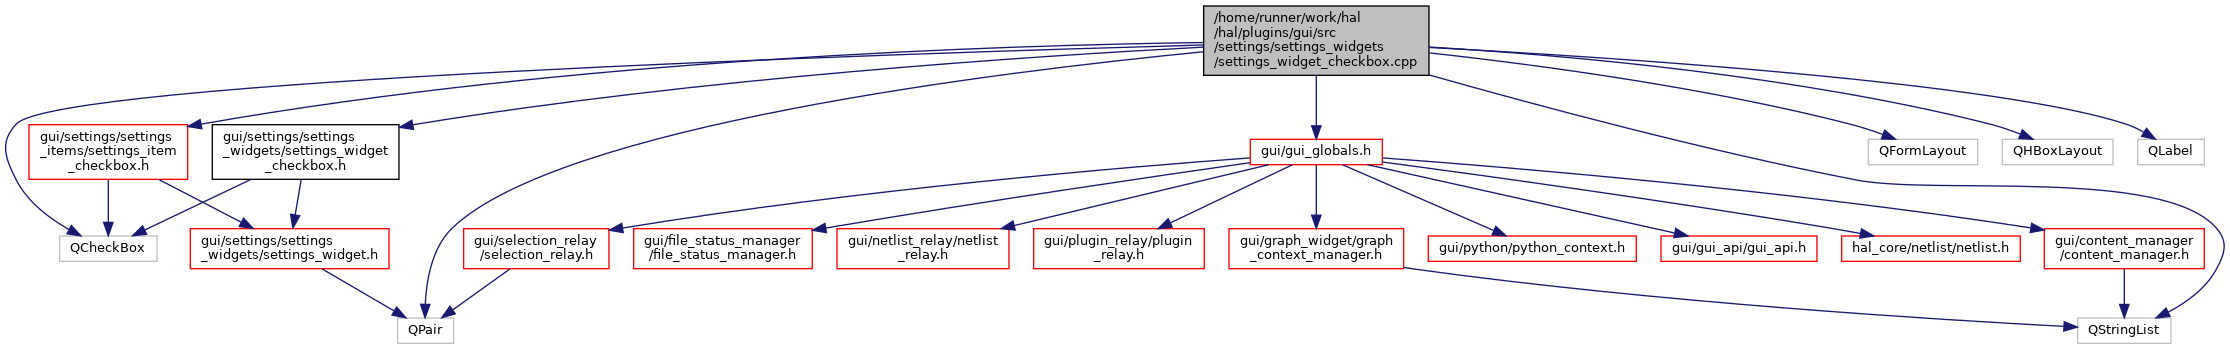 /home/runner/work/hal
/hal/plugins/gui/src
/settings/settings_widgets
/settings_widget_checkbox.cpp
gui/settings/settings
_items/settings_item
_checkbox.h
gui/settings/settings
_widgets/settings_widget
_checkbox.h
gui/gui_globals.h
QFormLayout
QHBoxLayout
QLabel
QCheckBox
gui/settings/settings
_widgets/settings_widget.h
gui/selection_relay
/selection_relay.h
gui/file_status_manager
/file_status_manager.h
gui/netlist_relay/netlist
_relay.h
gui/plugin_relay/plugin
_relay.h
gui/graph_widget/graph
_context_manager.h
gui/python/python_context.h
gui/gui_api/gui_api.h
hal_core/netlist/netlist.h
gui/content_manager
/content_manager.h
QPair
QStringList